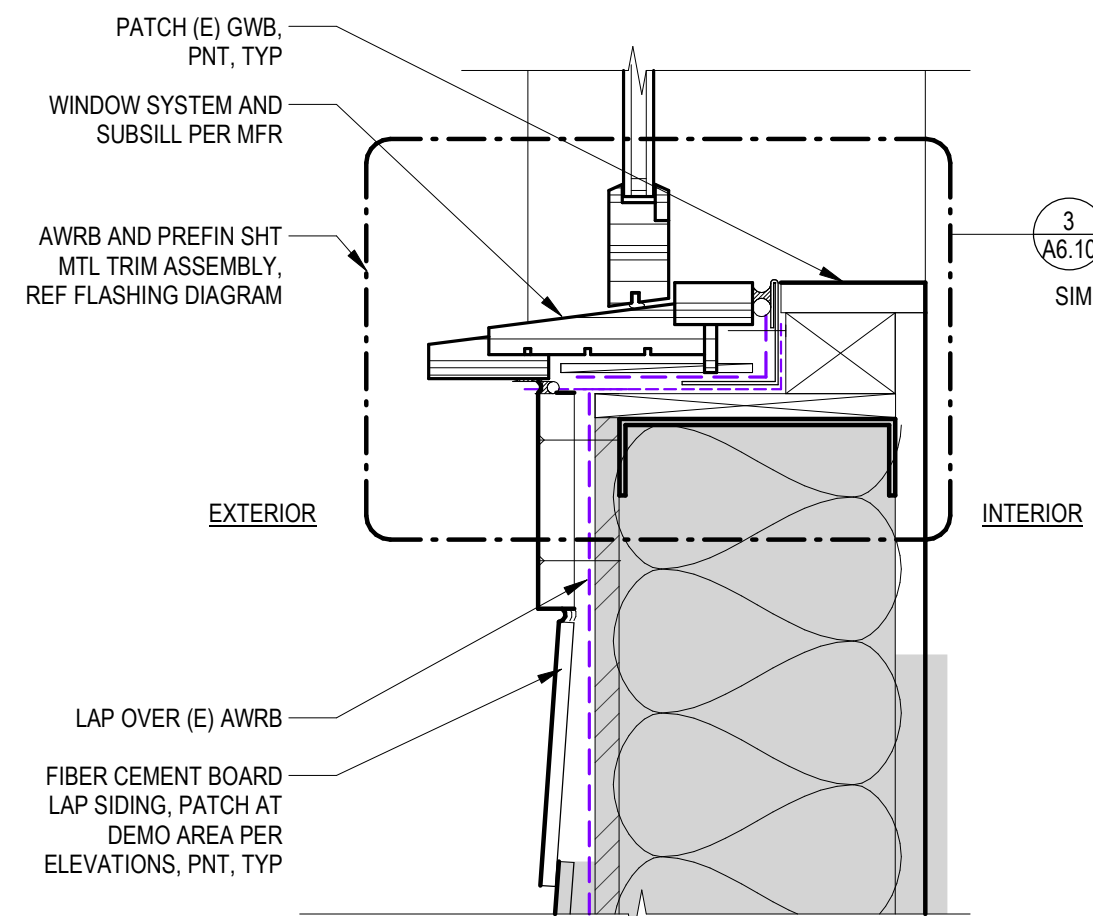 PATCH (E) GWB,
PNT, TYP
WINDOW SYSTEM AND
SUBSILL PER MFR
AWRB AND PREFIN SHT
MTL TRIM ASSEMBLY,
REF FLASHING DIAGRAM
3
A6.10
SIM
EXTERIOR
INTERIOR
LAP OVER (E) AWRB
FIBER CEMENT BOARD
LAP SIDING, PATCH AT
DEMO AREA PER
ELEVATIONS, PNT, TYP